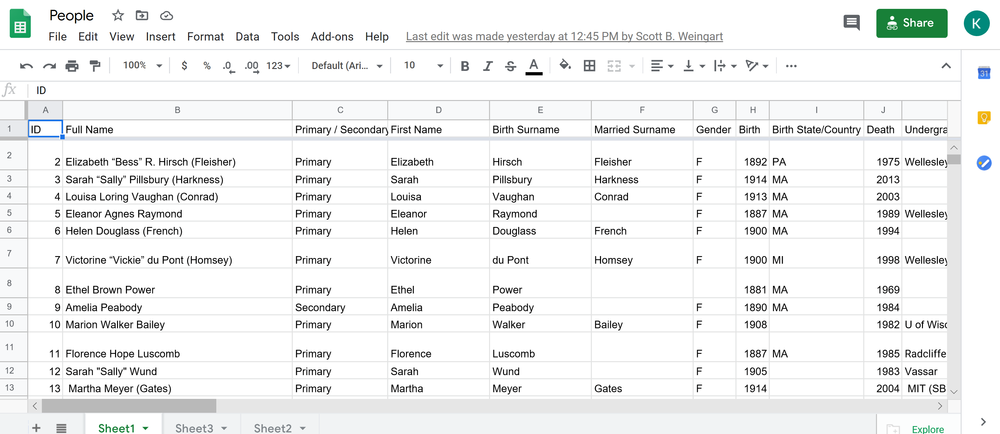 People
File Edit View Insert Format Data Tools Add-ons Help Last edit was made yesterday at 12:45 PM by Scott B. Weingart
Share
K
100% $ % .0 .00 123 Default (Ari... 10 B I S A
31
fx ID
A B C D E F G H I J
1 ID Full Name Primary / Secondary First Name Birth Surname Married Surname Gender Birth Birth State/Country Death Undergra
2 2 Elizabeth “Bess” R. Hirsch (Fleisher) Primary Elizabeth Hirsch Fleisher F 1892 PA 1975 Wellesley
3 3 Sarah “Sally” Pillsbury (Harkness) Primary Sarah Pillsbury Harkness F 1914 MA 2013
4 4 Louisa Loring Vaughan (Conrad) Primary Louisa Vaughan Conrad F 1913 MA 2003
5 5 Eleanor Agnes Raymond Primary Eleanor Raymond F 1887 MA 1989 Wellesley
6 6 Helen Douglass (French) Primary Helen Douglass French F 1900 MA 1994
7 7 Victorine “Vickie” du Pont (Homsey) Primary Victorine du Pont Homsey F 1900 MI 1998 Wellesley
8 8 Ethel Brown Power Primary Ethel Power 1881 MA 1969
9 9 Amelia Peabody Secondary Amelia Peabody F 1890 MA 1984
10 10 Marion Walker Bailey Primary Marion Walker Bailey F 1908 1982 U of Wisc
11 11 Florence Hope Luscomb Primary Florence Luscomb F 1887 MA 1985 Radcliffe
12 12 Sarah "Sally" Wund Primary Sarah Wund F 1905 1983 Vassar
13 13 Martha Meyer (Gates) Primary Martha Meyer Gates F 1914 2004 MIT (SB
Sheet1 Sheet3 Sheet2 Explore